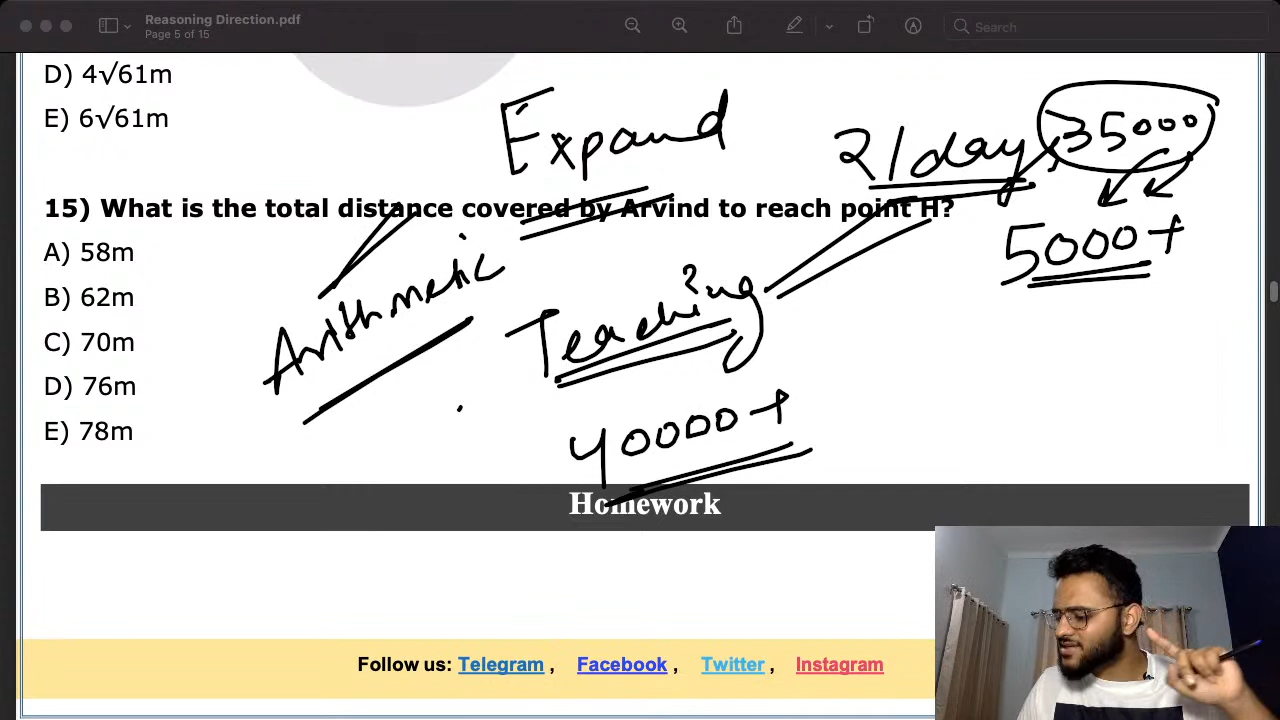 Reasoning Direction.pdf
Page 5 of 15
Search
D) 4√61m
E) 6√61m
Expand
21day, 35000
15) What is the total distance covered by Arvind to reach point H?
5000+
A) 58m
B) 62m
C) 70m
D) 76m
E) 78m
Arithmetic
Teaching
40000+
Homework
Follow us: Telegram , Facebook , Twitter , Instagram